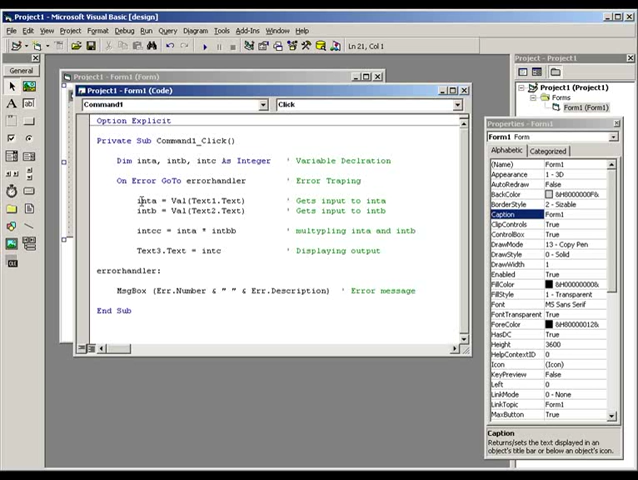 Project1 - Microsoft Visual Basic [design]
File Edit View Project Format Debug Run Query Diagram Tools Add-Ins Window Help
Ln 21, Col 1
General
Project1 - Form1 (Form)
Project1 - Form1 (Code)
Command1 Click
Option Explicit
Private Sub Command1_Click()
Dim inta, intb, intc As Integer ' Variable Declration
On Error GoTo errorhandler ' Error Traping
inta = Val(Text1.Text) ' Gets input to inta
intb = Val(Text2.Text) ' Gets input to intb
intcc = inta * intbb ' multypling inta and intb
Text3.Text = intc ' Displaying output
errorhandler:
MsgBox (Err.Number & " " & Err.Description) ' Error message
End Sub
Project1 - Project1
Project1 (Project1)
Forms
Form1 (Form1)
Properties - Form1
Form1 Form
Alphabetic Categorized
(Name) Form1
Appearance 1 - 3D
AutoRedraw False
BackColor &H8000000F&
BorderStyle 2 - Sizable
Caption Form1
ClipControls True
ControlBox True
DrawMode 13 - Copy Pen
DrawStyle 0 - Solid
DrawWidth 1
Enabled True
FillColor &H00000000&
FillStyle 1 - Transparent
Font MS Sans Serif
FontTransparent True
ForeColor &H80000012&
HasDC True
Height 3600
HelpContextID 0
Icon (Icon)
KeyPreview False
Left 0
LinkMode 0 - None
LinkTopic Form1
MaxButton True
Caption
Returns/sets the text displayed in an
object's title bar or below an object's icon.